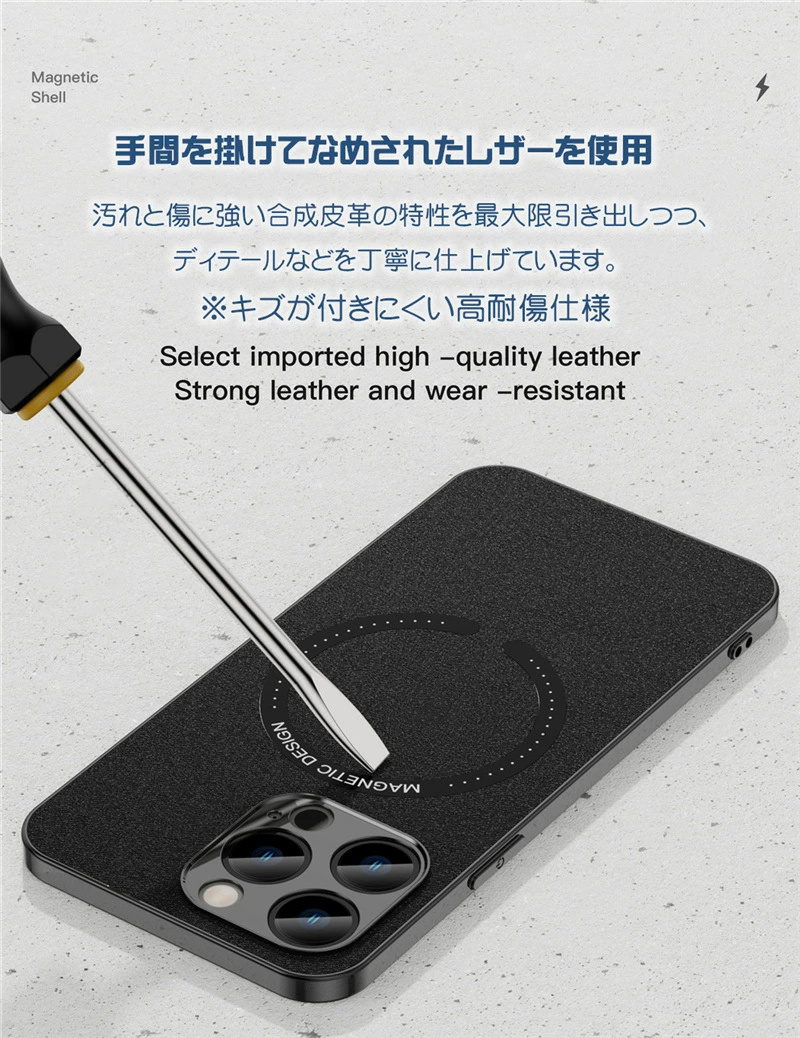 Magnetic
Shell
手間を掛けてなめされたレザーを使用
汚れと傷に強い合成皮革の特性を最大限引き出しつつ、
ディテールなどを丁寧に仕上げています。
※キズが付きにくい高耐傷仕様
Select imported high –quality leather
Strong leather and wear –resistant
MAGNETIC DESIGN